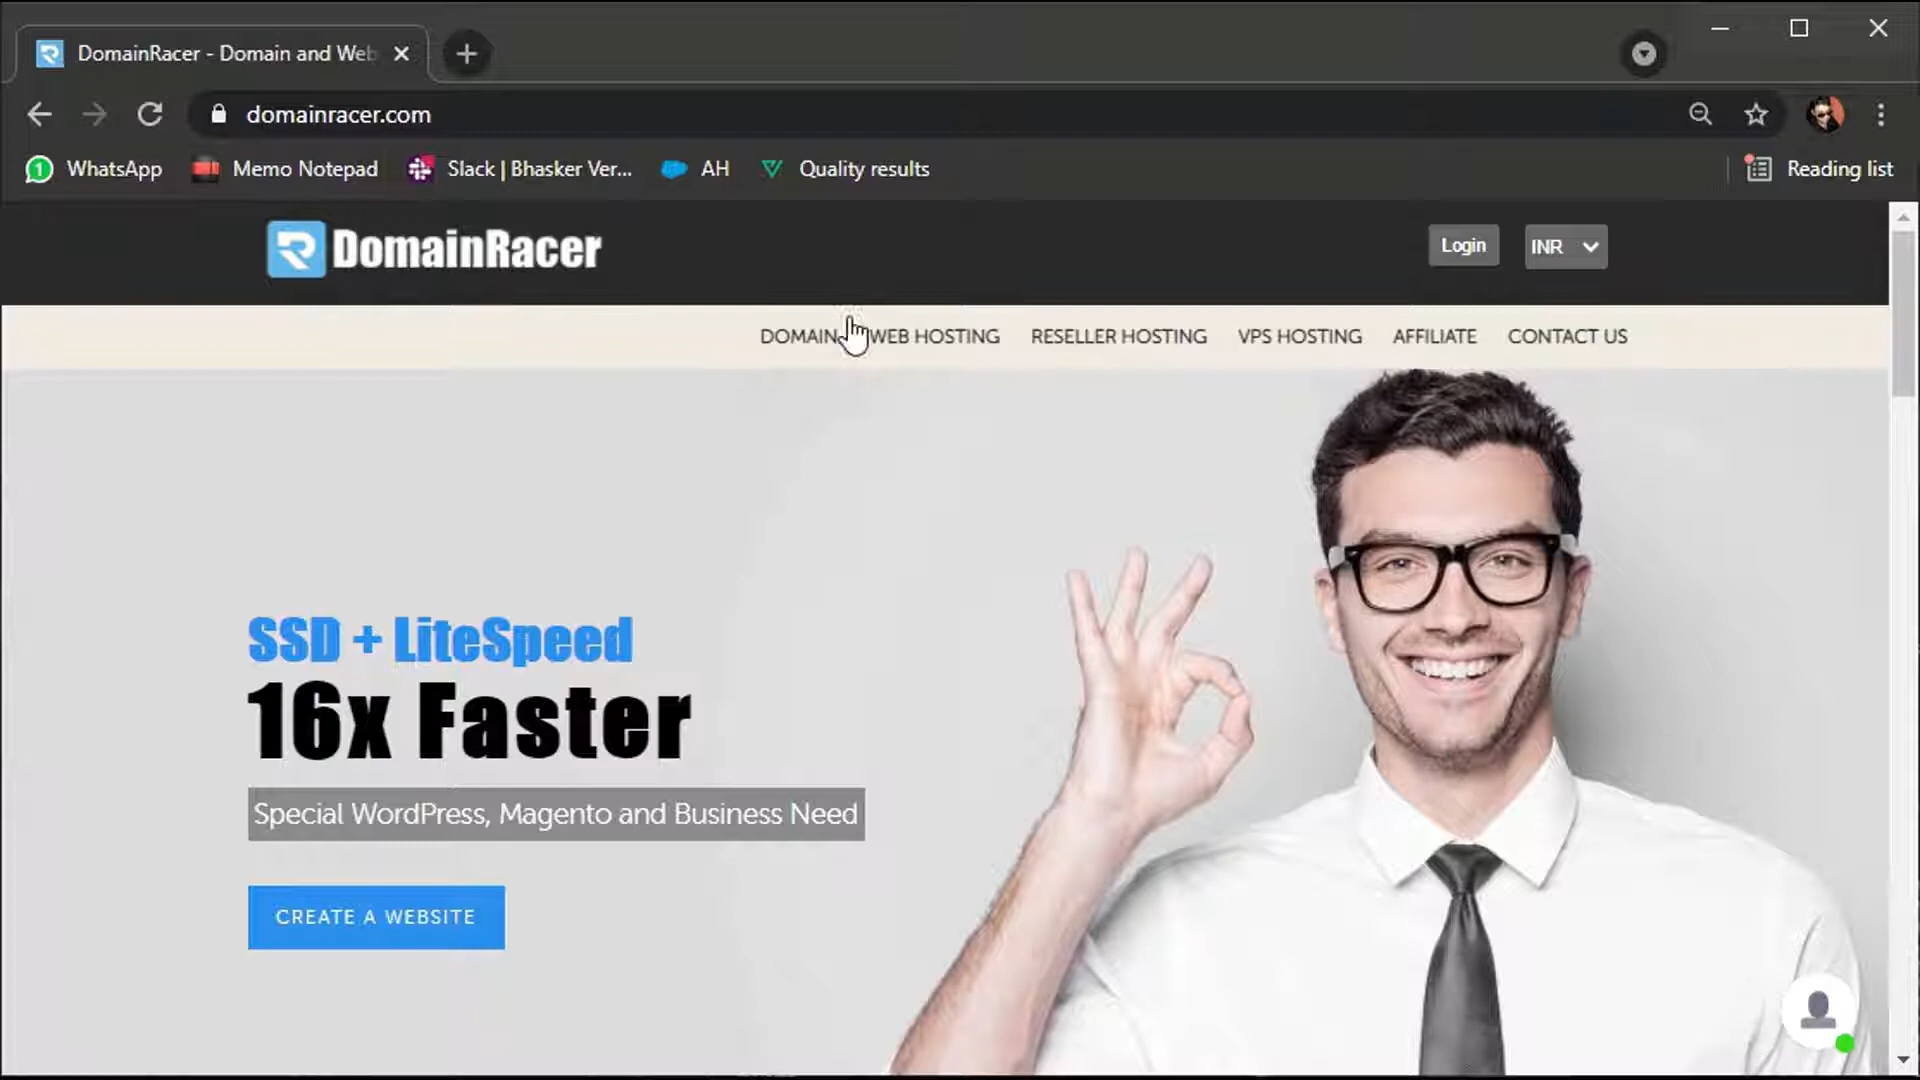 DomainRacer - Domain and Web
domainracer.com
1 WhatsApp Memo Notepad Slack | Bhasker Ver... AH Quality results Reading list
DomainRacer Login INR
DOMAIN WEB HOSTING RESELLER HOSTING VPS HOSTING AFFILIATE CONTACT US
SSD + LiteSpeed
16x Faster
Special WordPress, Magento and Business Need
CREATE A WEBSITE